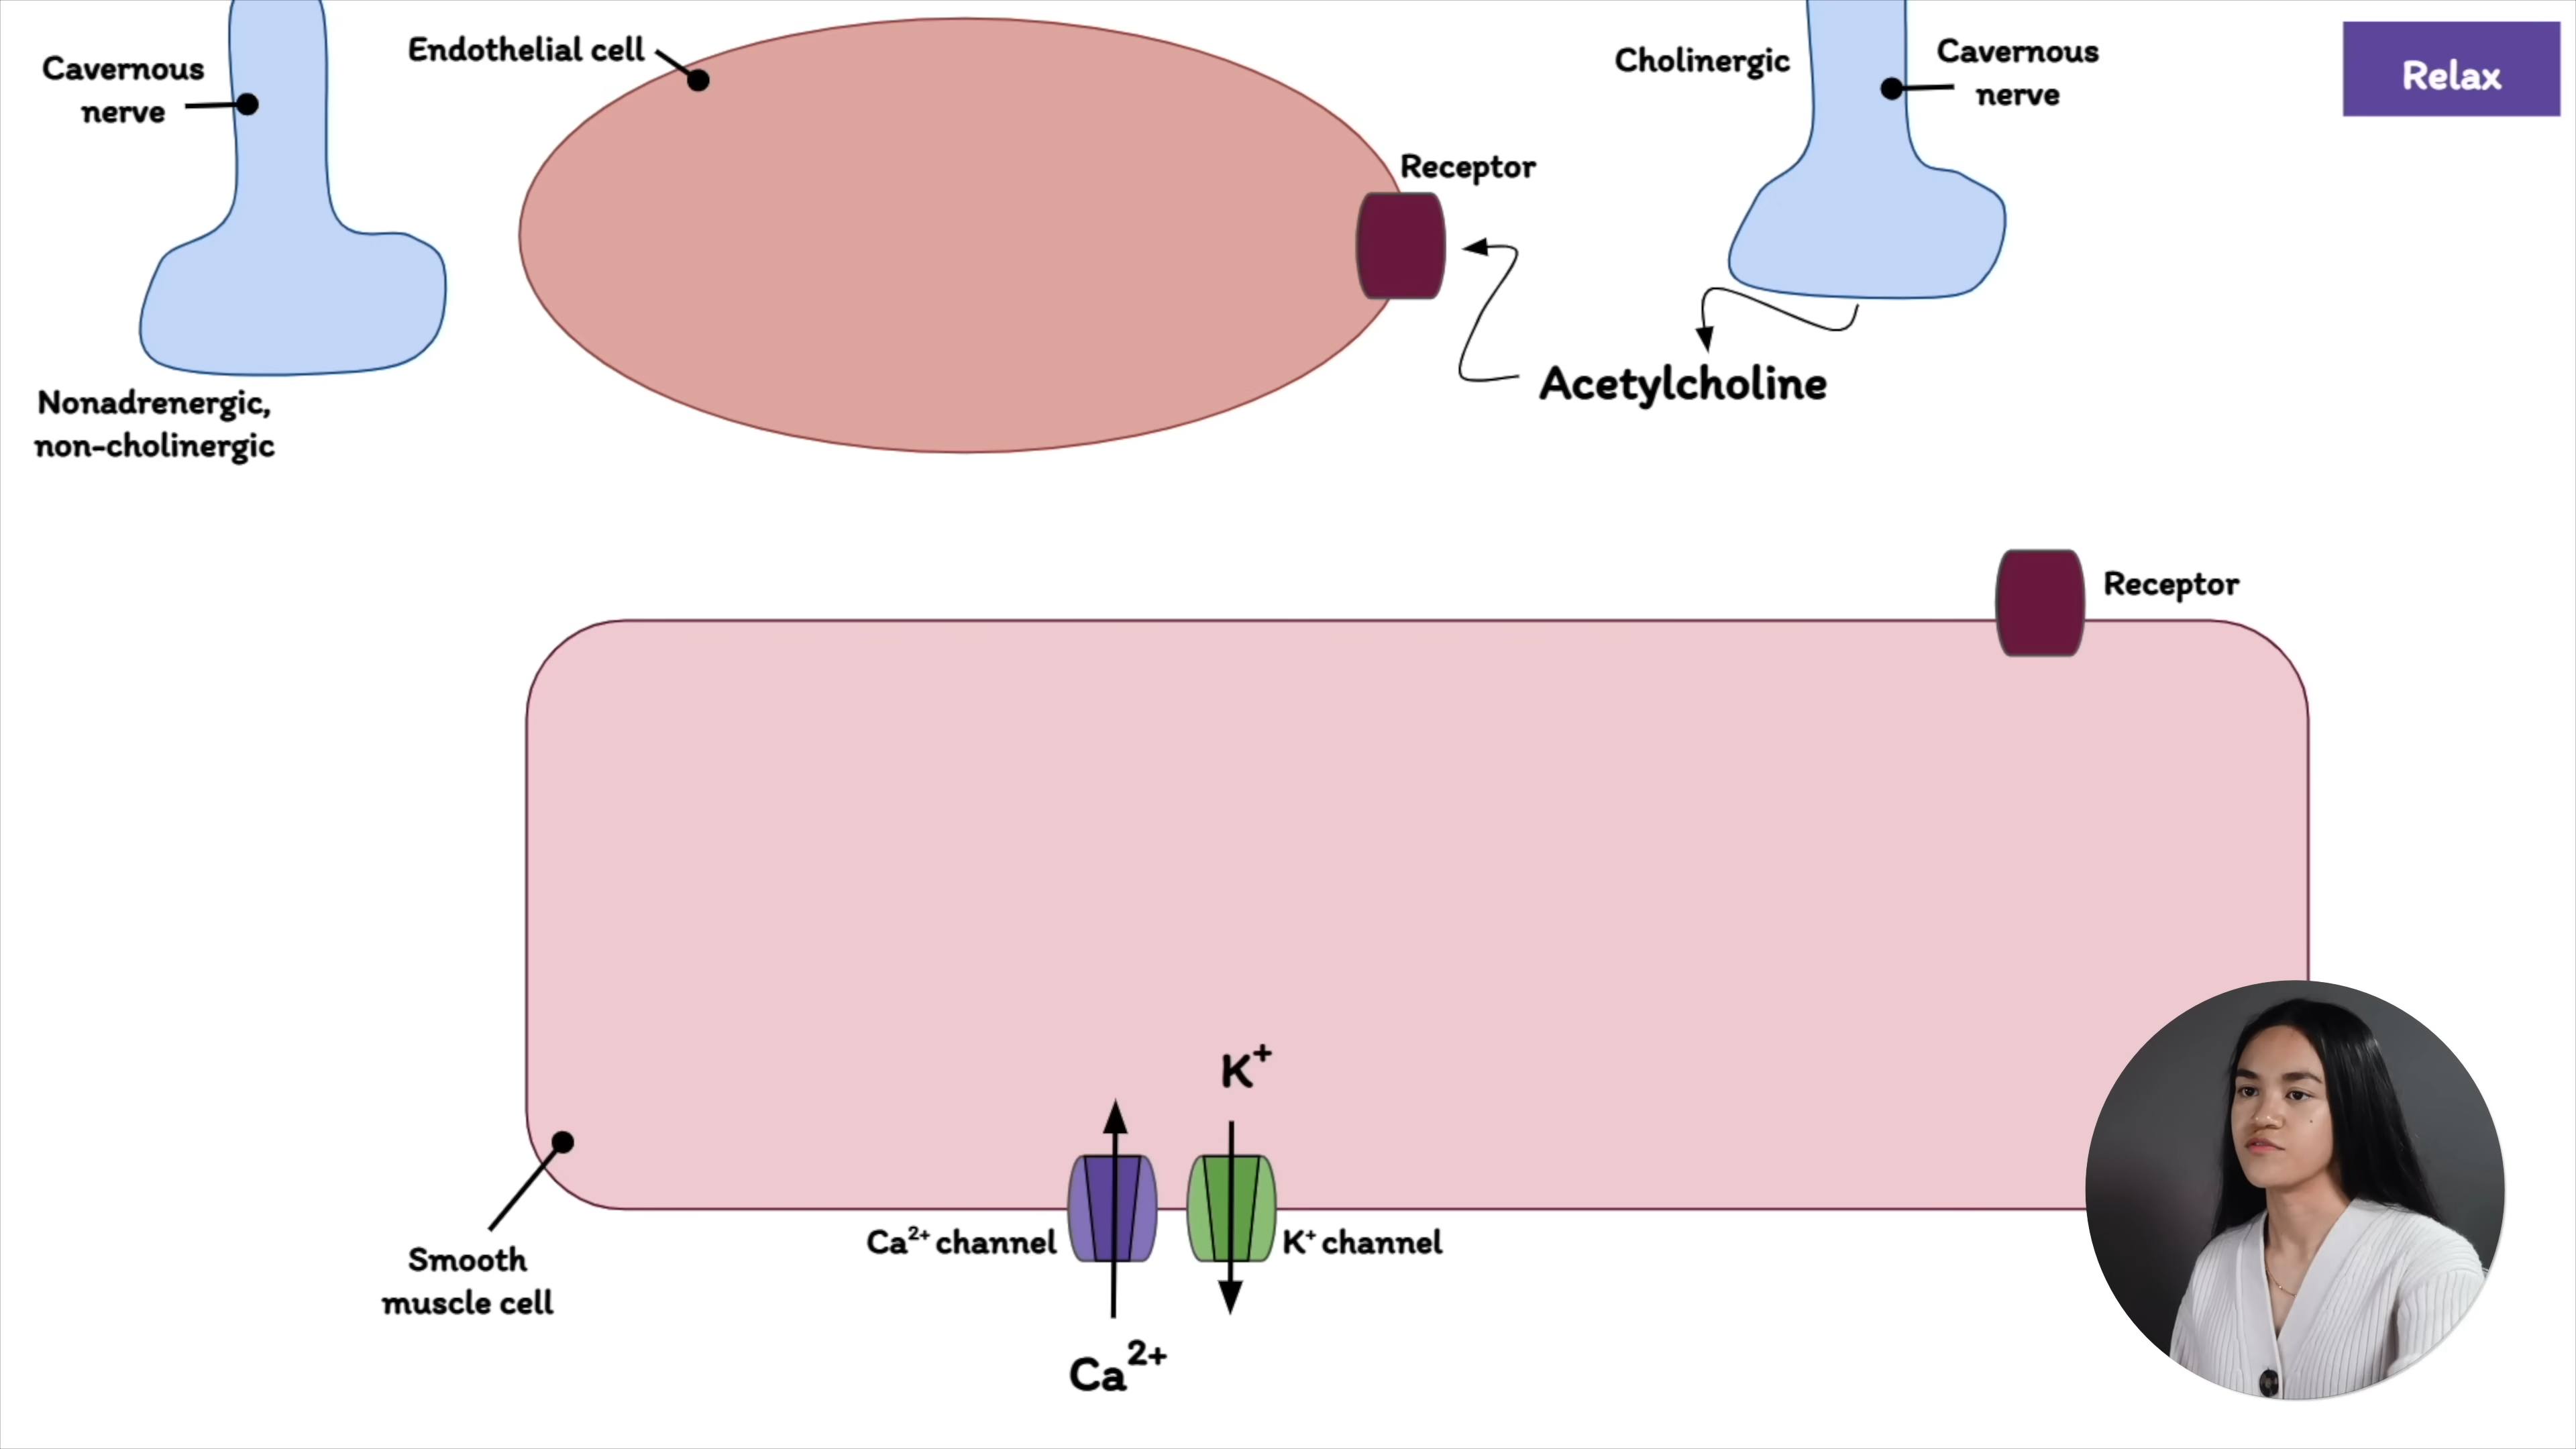 Cavernous
nerve
Endothelial cell
Cholinergic
Cavernous
nerve
Relax
Receptor
Acetylcholine
Nonadrenergic,
non-cholinergic
Receptor
K⁺
Ca²⁺ channel
K⁺ channel
Smooth
muscle cell
Ca²⁺